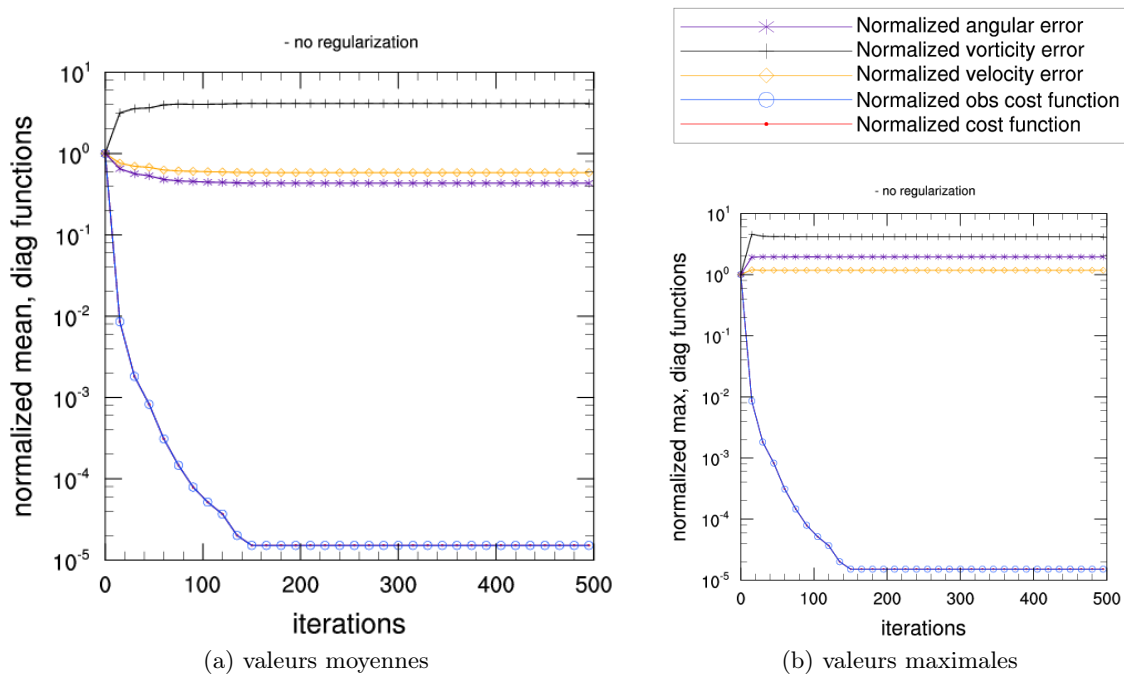 - no regularization
10^1
10^0
10^-1
10^-2
10^-3
10^-4
10^-5
normalized mean, diag functions
0 100 200 300 400 500
iterations
(a) valeurs moyennes
Normalized angular error
Normalized vorticity error
Normalized velocity error
Normalized obs cost function
Normalized cost function
- no regularization
10^1
10^0
10^-1
10^-2
10^-3
10^-4
10^-5
normalized max, diag functions
0 100 200 300 400 500
iterations
(b) valeurs maximales